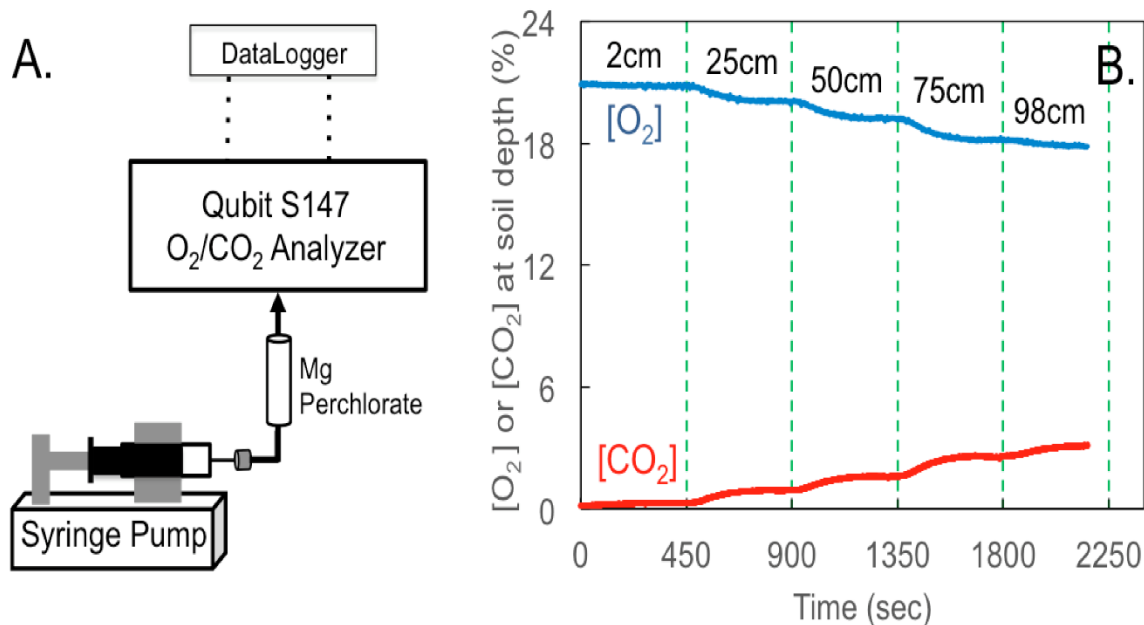 A.
DataLogger
Qubit S147
O₂/CO₂ Analyzer
Mg
Perchlorate
Syringe Pump
B.
[O₂] or [CO₂] at soil depth (%)
24
18
12
6
0
2cm
25cm
50cm
75cm
98cm
[O₂]
[CO₂]
0 450 900 1350 1800 2250
Time (sec)